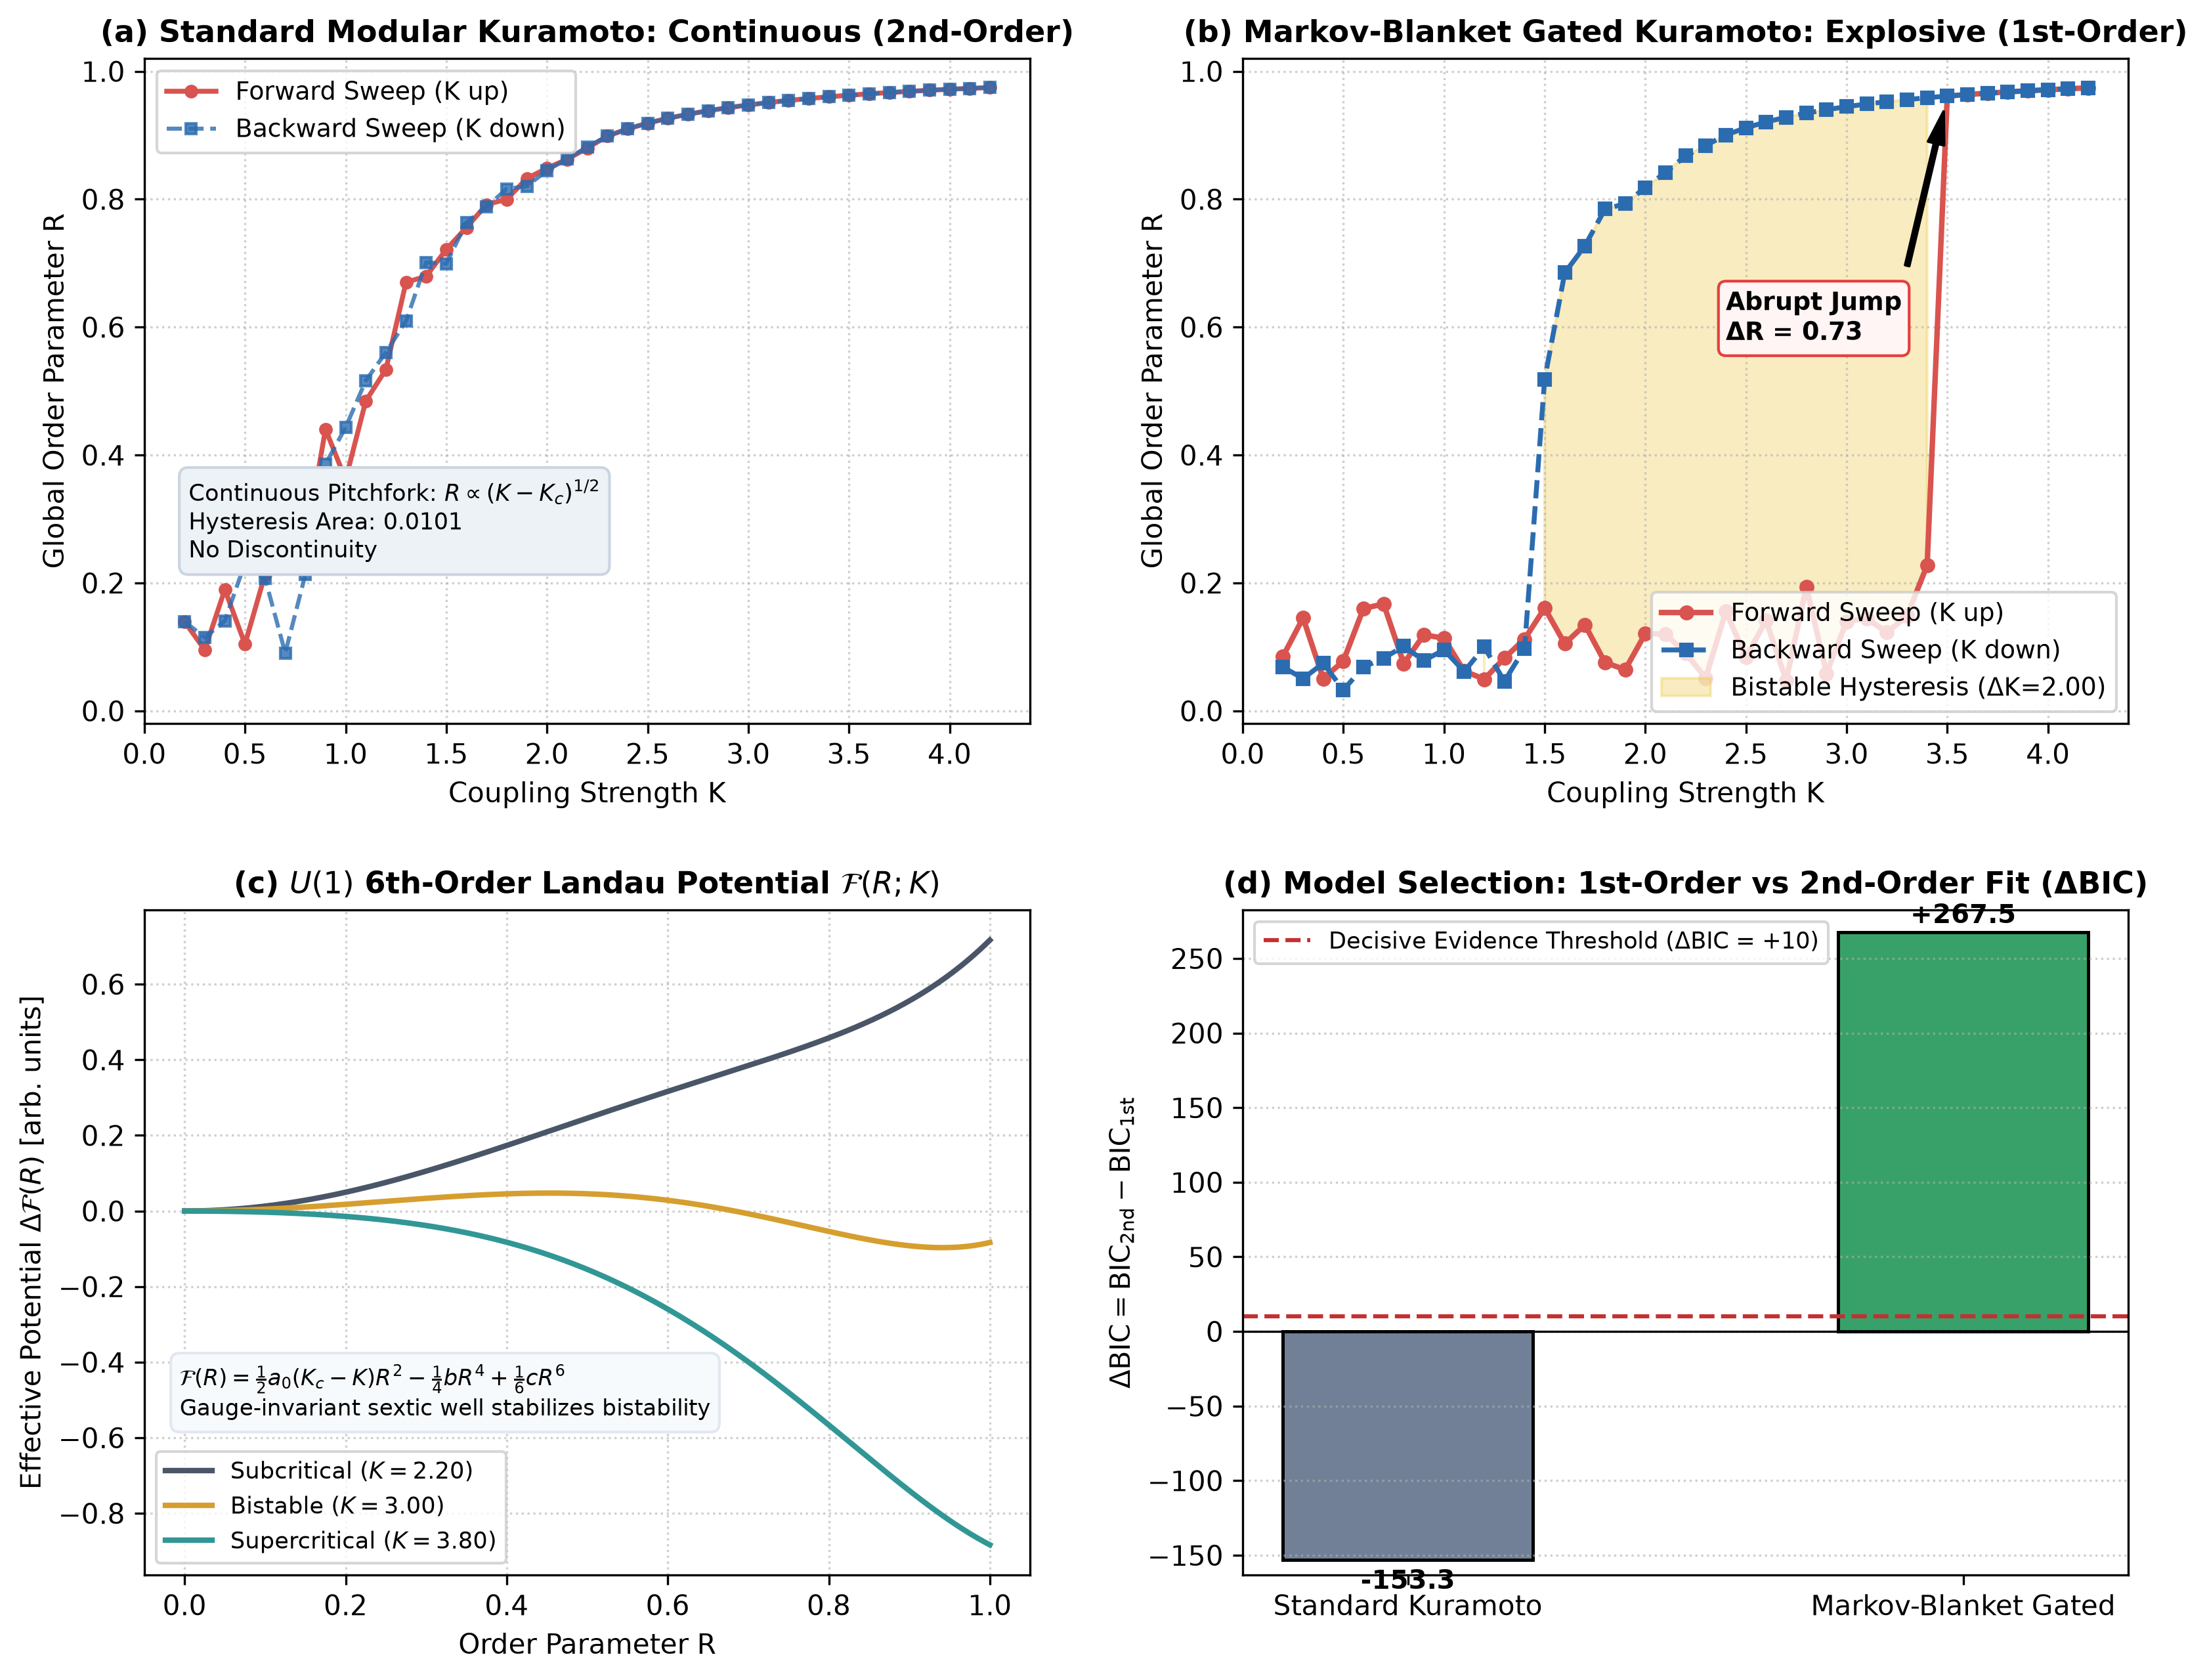 (a) Standard Modular Kuramoto: Continuous (2nd-Order)
Forward Sweep (K up)
Backward Sweep (K down)
Continuous Pitchfork: R ∝ (K − K_c)^{1/2}
Hysteresis Area: 0.0101
No Discontinuity
Global Order Parameter R
1.0
0.8
0.6
0.4
0.2
0.0
0.0 0.5 1.0 1.5 2.0 2.5 3.0 3.5 4.0
Coupling Strength K
(b) Markov-Blanket Gated Kuramoto: Explosive (1st-Order)
Abrupt Jump
ΔR = 0.73
Forward Sweep (K up)
Backward Sweep (K down)
Bistable Hysteresis (ΔK=2.00)
Global Order Parameter R
1.0
0.8
0.6
0.4
0.2
0.0
0.0 0.5 1.0 1.5 2.0 2.5 3.0 3.5 4.0
Coupling Strength K
(c) U(1) 6th-Order Landau Potential ℱ(R; K)
Effective Potential Δℱ(R) [arb. units]
0.6
0.4
0.2
0.0
−0.2
−0.4
−0.6
−0.8
ℱ(R) = ½a₀(K_c − K)R² − ¼bR⁴ + ⅙cR⁶
Gauge-invariant sextic well stabilizes bistability
Subcritical (K = 2.20)
Bistable (K = 3.00)
Supercritical (K = 3.80)
0.0 0.2 0.4 0.6 0.8 1.0
Order Parameter R
(d) Model Selection: 1st-Order vs 2nd-Order Fit (ΔBIC)
+267.5
Decisive Evidence Threshold (ΔBIC = +10)
ΔBIC = BIC_{2nd} − BIC_{1st}
250
200
150
100
50
0
−50
−100
−150
-153.3
Standard Kuramoto
Markov-Blanket Gated